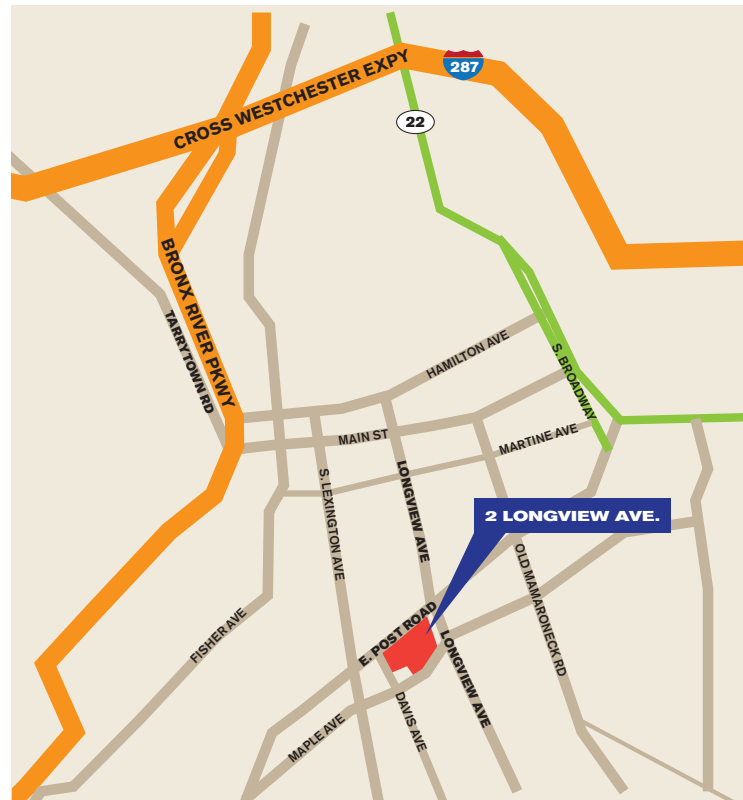 CROSS WESTCHESTER EXPY
287
22
BRONX RIVER PKWY
TARRYTOWN RD
HAMILTON AVE
S. BROADWAY
MAIN ST
MARTINE AVE
LONGVIEW AVE
S. LEXINGTON AVE
2 LONGVIEW AVE.
OLD MAMARONECK RD
FISHER AVE
E. POST ROAD
LONGVIEW AVE
DAVIS AVE
MAPLE AVE